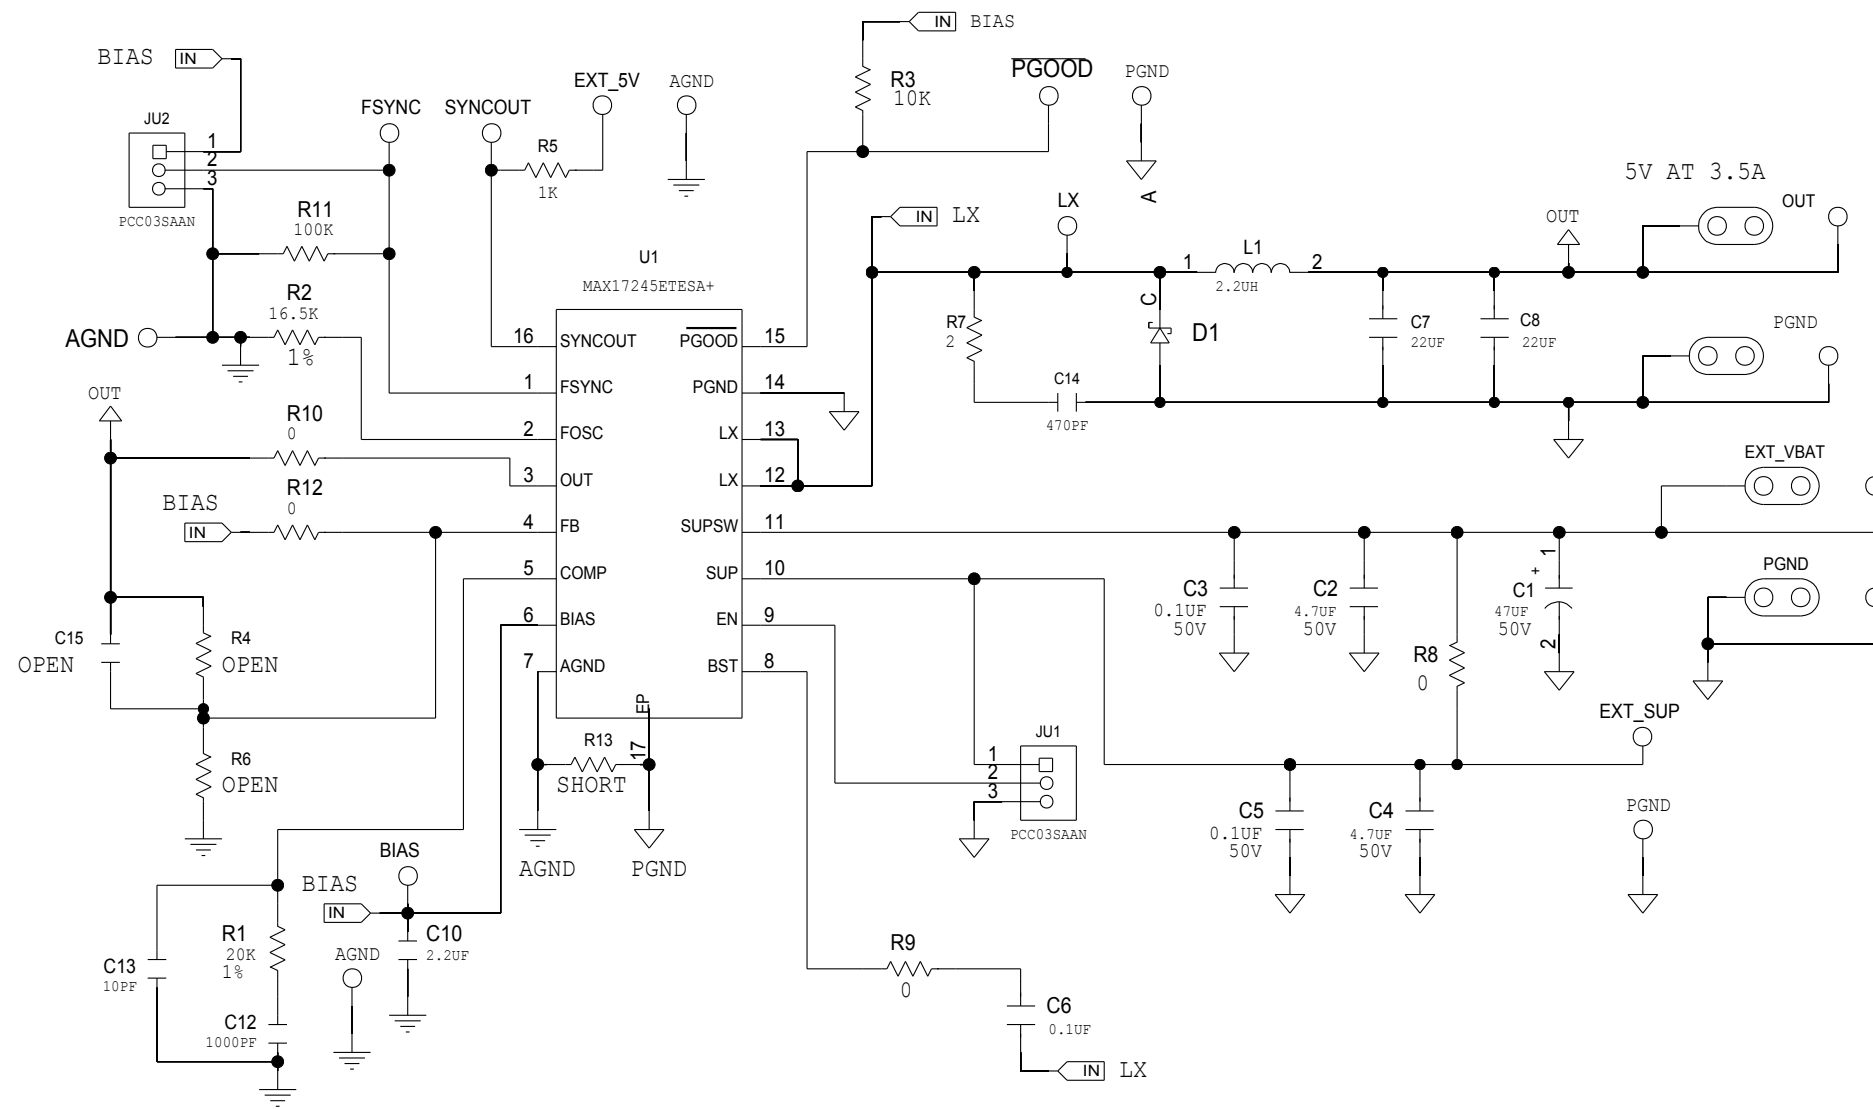 IN BIAS
BIAS IN
PGOOD
PGND
R3
10K
EXT_5V
AGND
FSYNC
SYNCOUT
JU2
1
2
3
PCC03SAAN
R5
1K
A
5V AT 3.5A
R11
100K
IN LX
LX
OUT
OUT
U1
MAX17245ETESA+
1
L1
2
2.2UH
R2
16.5K
1%
AGND
C
D1
R7
2
C7
22UF
C8
22UF
PGND
C14
470PF
16 SYNCOUT
PGOOD 15
1 FSYNC
PGND 14
2 FOSC
LX 13
3 OUT
LX 12
4 FB
SUPSW 11
5 COMP
SUP 10
6 BIAS
EN 9
7 AGND
BST 8
EP
17
OUT
R10
0
R12
0
BIAS
IN
EXT_VBAT
PGND
C15
OPEN
R4
OPEN
R6
OPEN
C3
0.1UF
50V
C2
4.7UF
50V
R8
0
1
+
C1
47UF
50V
2
EXT_SUP
R13
SHORT
AGND
PGND
JU1
1
2
3
PCC03SAAN
C5
0.1UF
50V
C4
4.7UF
50V
PGND
BIAS
BIAS
IN
C10
2.2UF
AGND
R1
20K
1%
C13
10PF
C12
1000PF
R9
0
C6
0.1UF
IN LX